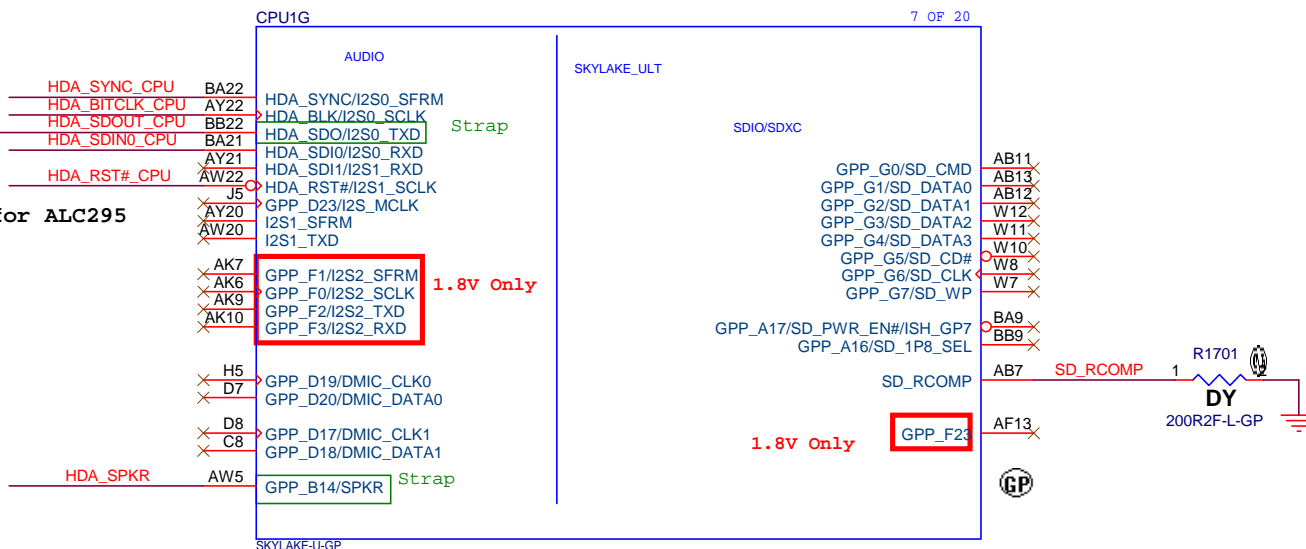 CPU1G
7 OF 20
AUDIO
SKYLAKE_ULT
SDIO/SDXC
HDA_SYNC_CPU BA22 HDA_SYNC/I2S0_SFRM
HDA_BITCLK_CPU AY22 HDA_BLK/I2S0_SCLK
HDA_SDOUT_CPU BB22 HDA_SDO/I2S0_TXD Strap
HDA_SDIN0_CPU BA21 HDA_SDI0/I2S0_RXD
AY21 HDA_SDI1/I2S1_RXD
HDA_RST#_CPU AW22 HDA_RST#/I2S1_SCLK
J5 GPP_D23/I2S_MCLK
for ALC295
AY20 I2S1_SFRM
AW20 I2S1_TXD
AK7 GPP_F1/I2S2_SFRM
AK6 GPP_F0/I2S2_SCLK
1.8V Only
AK9 GPP_F2/I2S2_TXD
AK10 GPP_F3/I2S2_RXD
H5 GPP_D19/DMIC_CLK0
D7 GPP_D20/DMIC_DATA0
D8 GPP_D17/DMIC_CLK1
C8 GPP_D18/DMIC_DATA1
HDA_SPKR AW5 GPP_B14/SPKR Strap
SKYLAKE-U-GP
GPP_G0/SD_CMD AB11
GPP_G1/SD_DATA0 AB13
GPP_G2/SD_DATA1 AB12
GPP_G3/SD_DATA2 W12
GPP_G4/SD_DATA3 W11
GPP_G5/SD_CD# W10
GPP_G6/SD_CLK W8
GPP_G7/SD_WP W7
GPP_A17/SD_PWR_EN#/ISH_GP7 BA9
GPP_A16/SD_1P8_SEL BB9
SD_RCOMP AB7 SD_RCOMP 1 R1701
DY
200R2F-L-GP
1.8V Only GPP_F23 AF13
GP